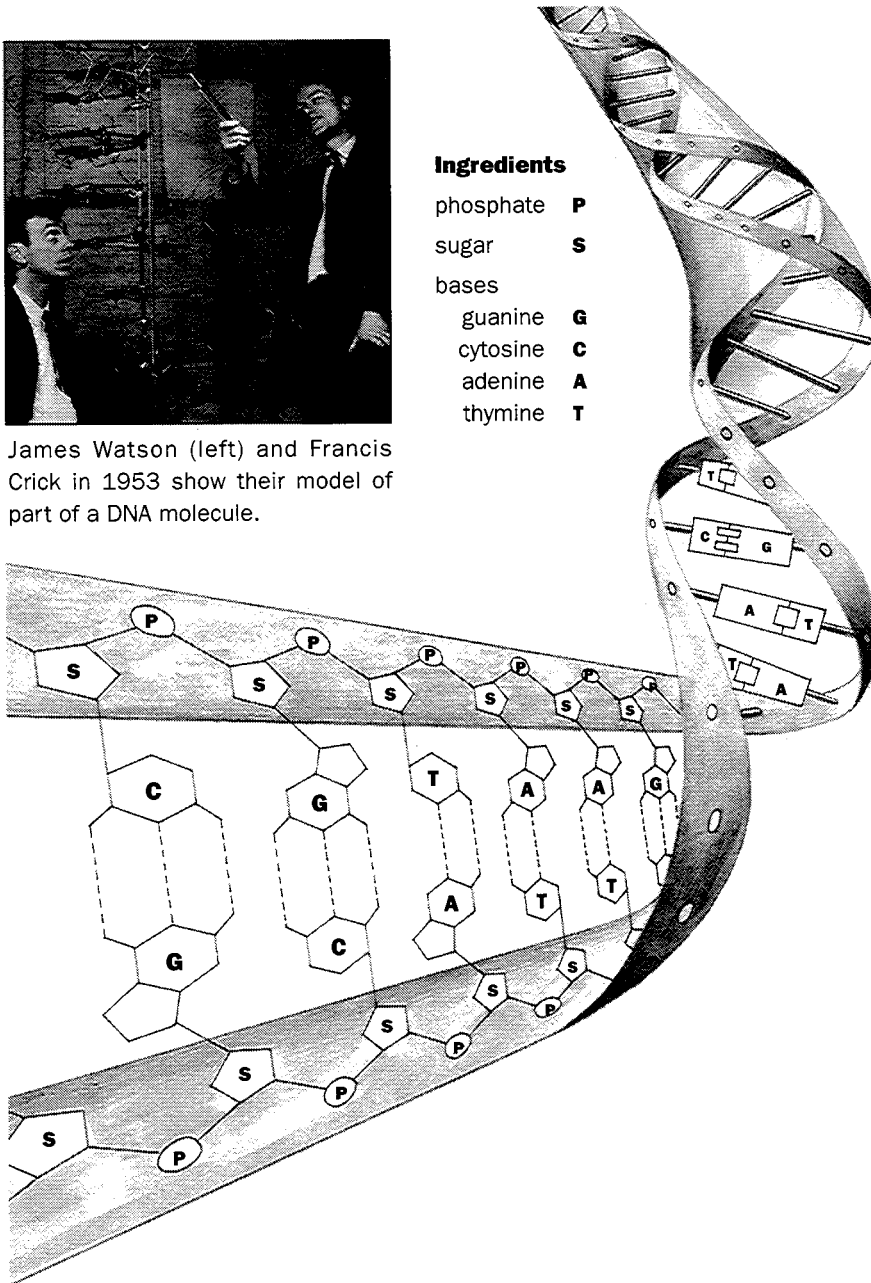 Ingredients
phosphate P
sugar S
bases
guanine G
cytosine C
adenine A
thymine T
James Watson (left) and Francis
Crick in 1953 show their model of
part of a DNA molecule.
T
C G
A T
T A
P P P P P P
S S S S S S
C G T A A G
G C A T T
S S S S S
P P P P